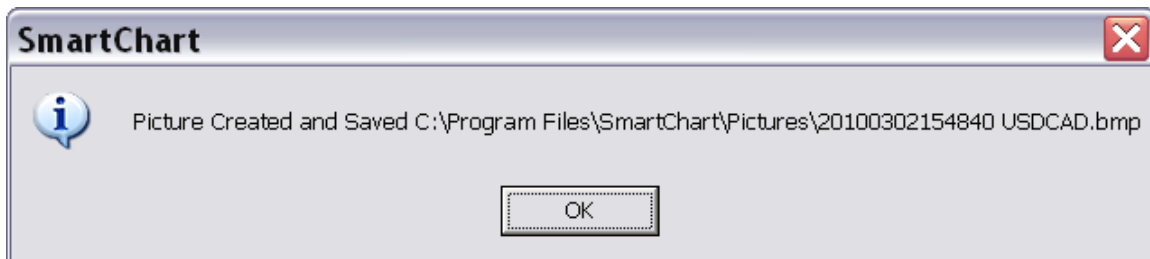 SmartChart
Picture Created and Saved C:\Program Files\SmartChart\Pictures\20100302154840 USDCAD.bmp
OK